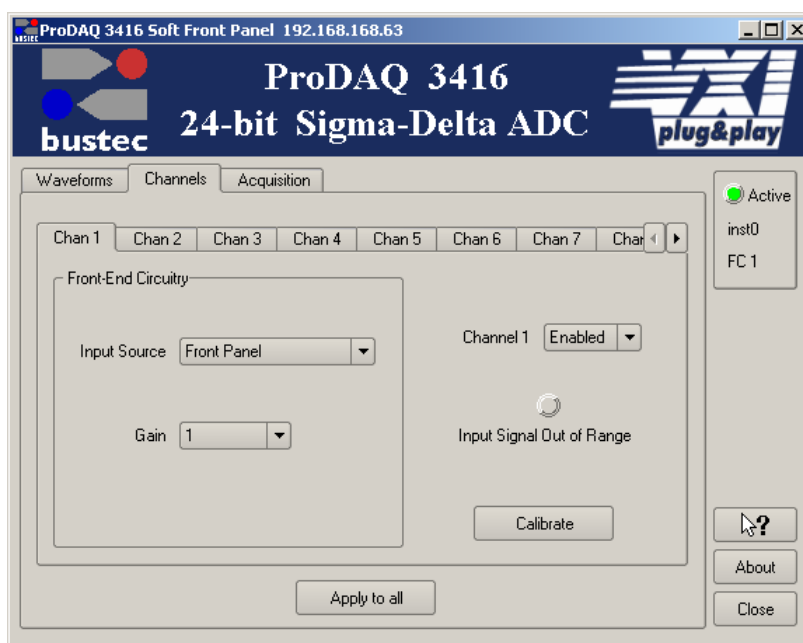 ProDAQ 3416 Soft Front Panel 192.168.168.63
ProDAQ 3416
24-bit Sigma-Delta ADC
bustec
VXI
plug&play
Waveforms Channels Acquisition
Active
inst0
FC 1
Chan 1 Chan 2 Chan 3 Chan 4 Chan 5 Chan 6 Chan 7 Char
Front-End Circuitry
Input Source Front Panel
Channel 1 Enabled
Gain 1
Input Signal Out of Range
Calibrate
?
About
Apply to all
Close